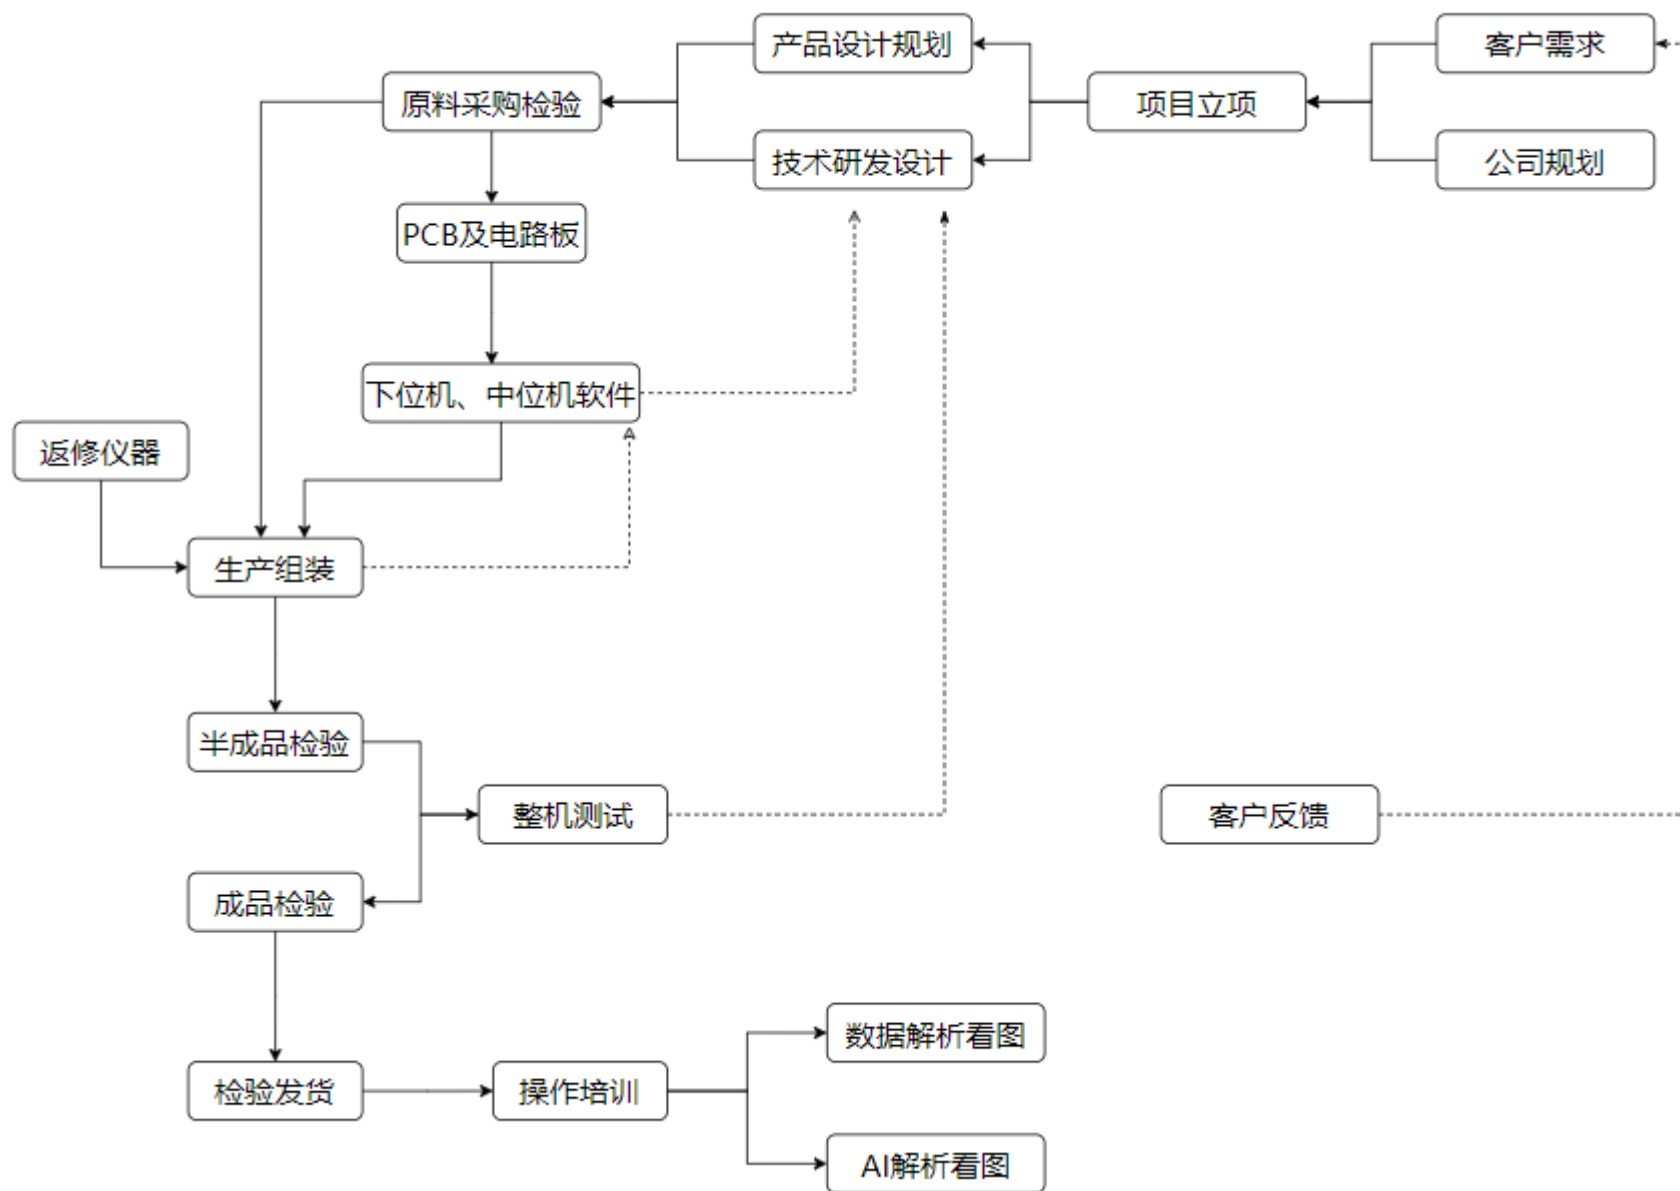 产品设计规划
客户需求
原料采购检验
项目立项
技术研发设计
公司规划
PCB及电路板
下位机、中位机软件
返修仪器
生产组装
半成品检验
整机测试
客户反馈
成品检验
数据解析看图
检验发货
操作培训
AI解析看图